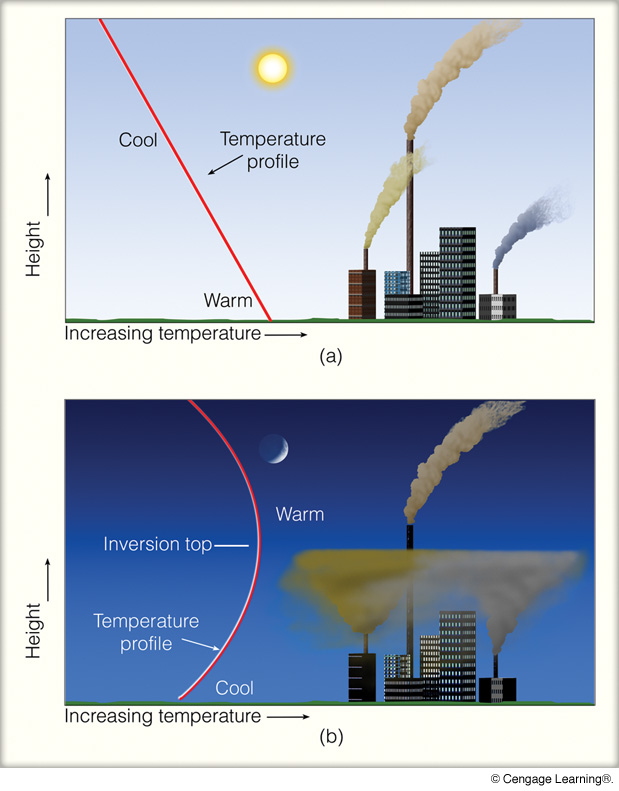 Cool
Temperature
profile
Height
Warm
Increasing temperature
(a)
Warm
Inversion top
Height
Temperature
profile
Cool
Increasing temperature
(b)
© Cengage Learning®.